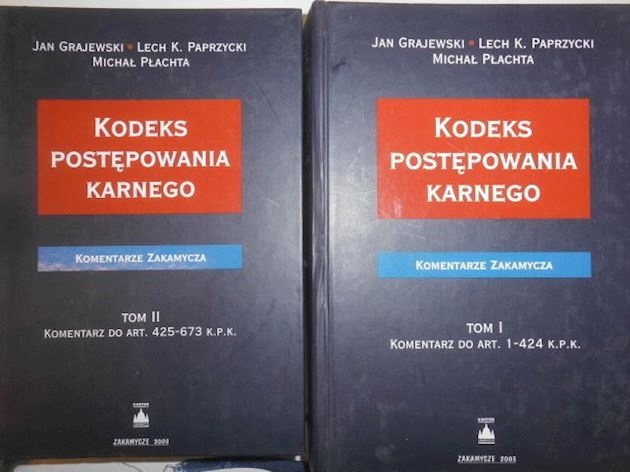 JAN GRAJEWSKI ▪ LECH K. PAPRZYCKI
MICHAŁ PŁACHTA
KODEKS
POSTĘPOWANIA
KARNEGO
KOMENTARZE ZAKAMYCZA
TOM II
KOMENTARZ DO ART. 425-673 K.P.K.
ZAKAMYCZE 2003
JAN GRAJEWSKI ▪ LECH K. PAPRZYCKI
MICHAŁ PŁACHTA
KODEKS
POSTĘPOWANIA
KARNEGO
KOMENTARZE ZAKAMYCZA
TOM I
KOMENTARZ DO ART. 1-424 K.P.K.
ZAKAMYCZE 2003